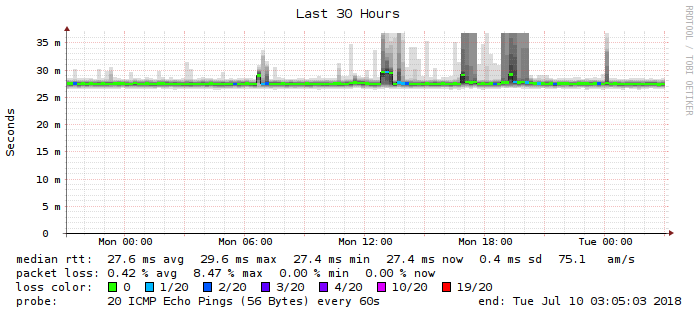 Last 30 Hours
RRDTOOL / TOBI OETIKER
Seconds
35 m
30 m
25 m
20 m
15 m
10 m
5 m
0
Mon 00:00 Mon 06:00 Mon 12:00 Mon 18:00 Tue 00:00
median rtt: 27.6 ms avg 29.6 ms max 27.4 ms min 27.4 ms now 0.4 ms sd 75.1 am/s
packet loss: 0.42 % avg 8.47 % max 0.00 % min 0.00 % now
loss color: 0 1/20 2/20 3/20 4/20 10/20 19/20
probe: 20 ICMP Echo Pings (56 Bytes) every 60s end: Tue Jul 10 03:05:03 2018